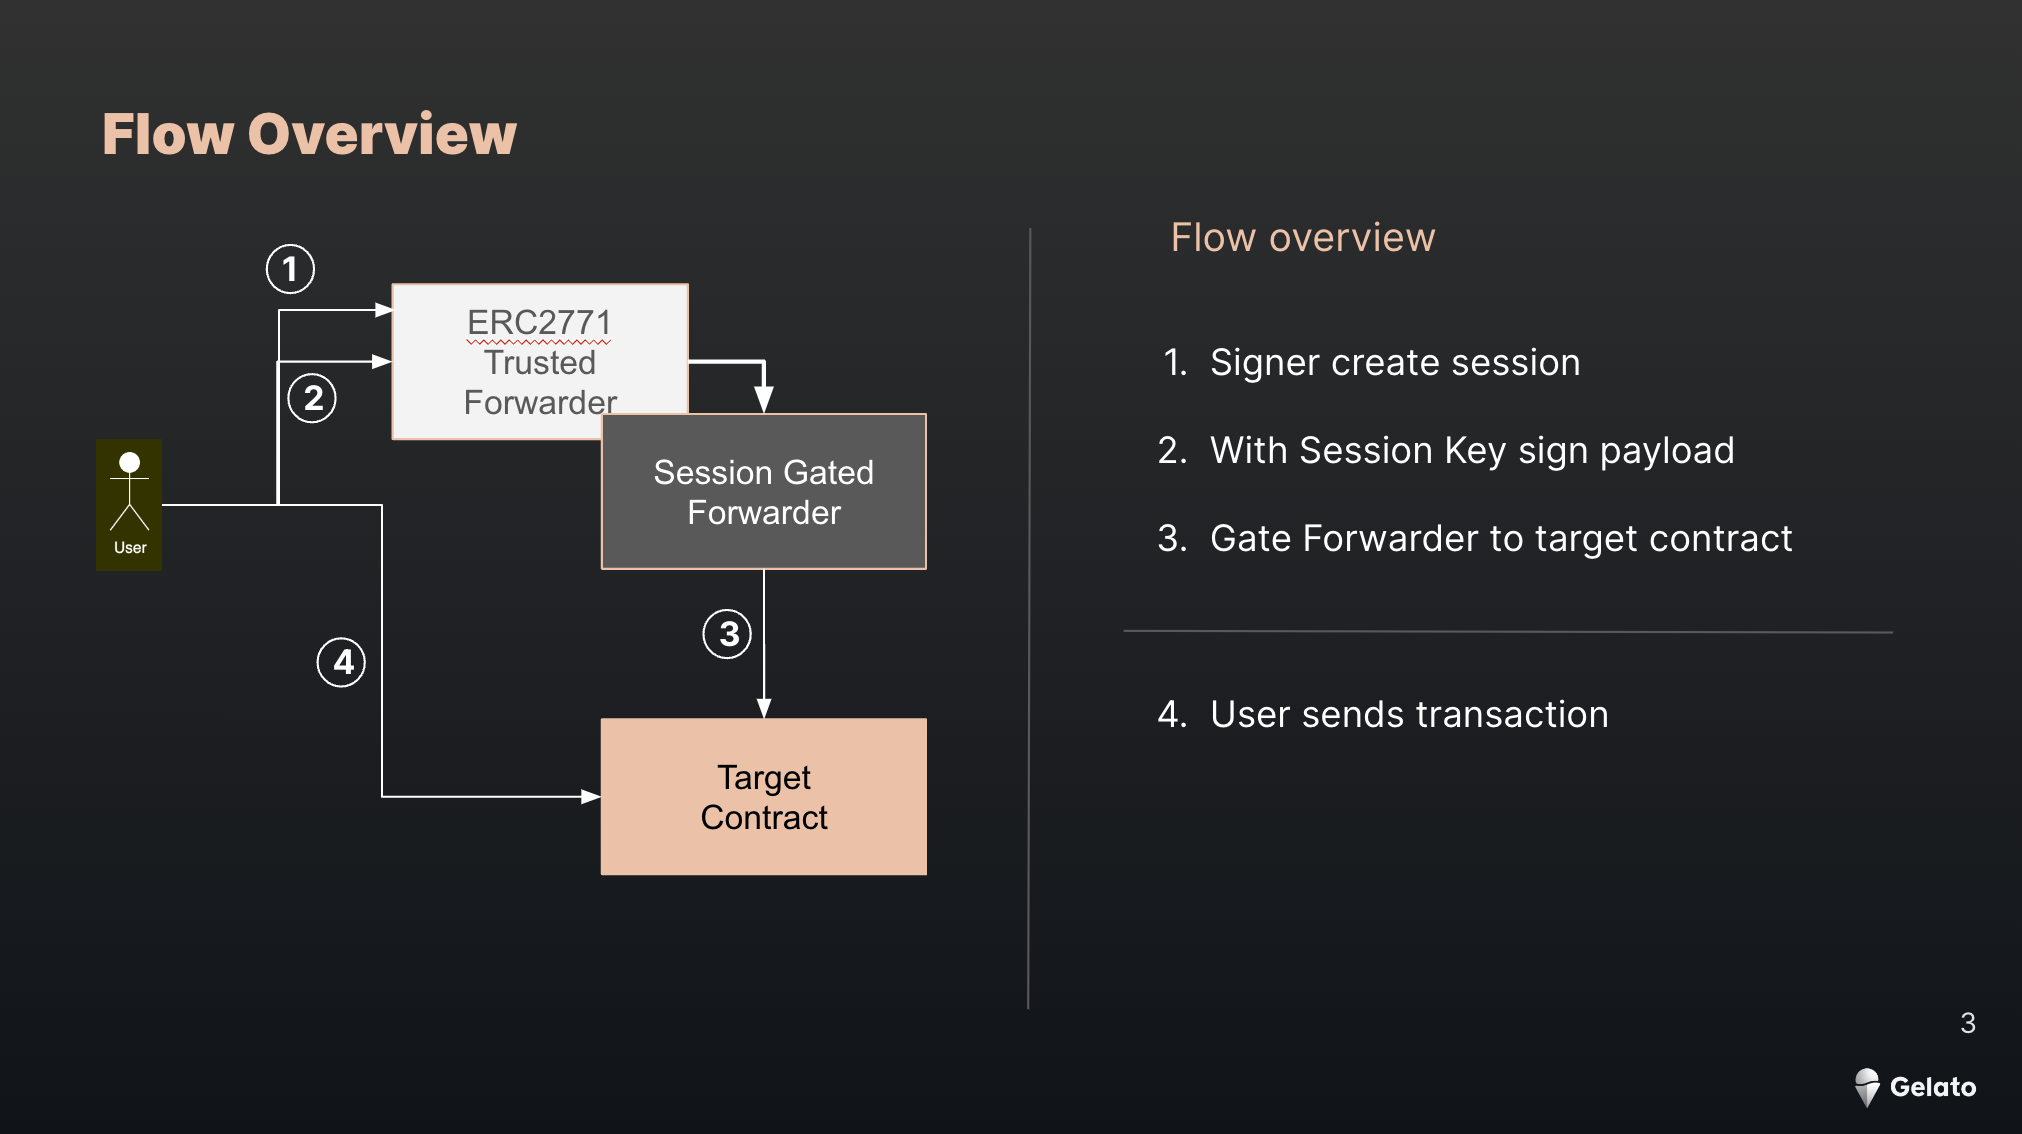 Flow Overview
1
2
ERC2771
Trusted
Forwarder
Session Gated
Forwarder
User
3
4
Target
Contract
Flow overview
1. Signer create session
2. With Session Key sign payload
3. Gate Forwarder to target contract
4. User sends transaction
3
Gelato